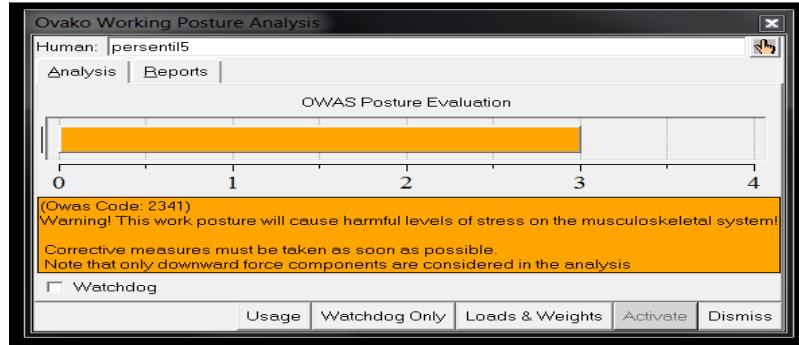 Ovako Working Posture Analysis
Human: persentil5
Analysis Reports
OWAS Posture Evaluation
0 1 2 3 4
(Owas Code: 2341)
Warning! This work posture will cause harmful levels of stress on the musculoskeletal system!
Corrective measures must be taken as soon as possible.
Note that only downward force components are considered in the analysis
Watchdog
Usage Watchdog Only Loads & Weights Activate Dismiss